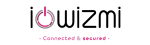 iowizmi
- Connected & secured -